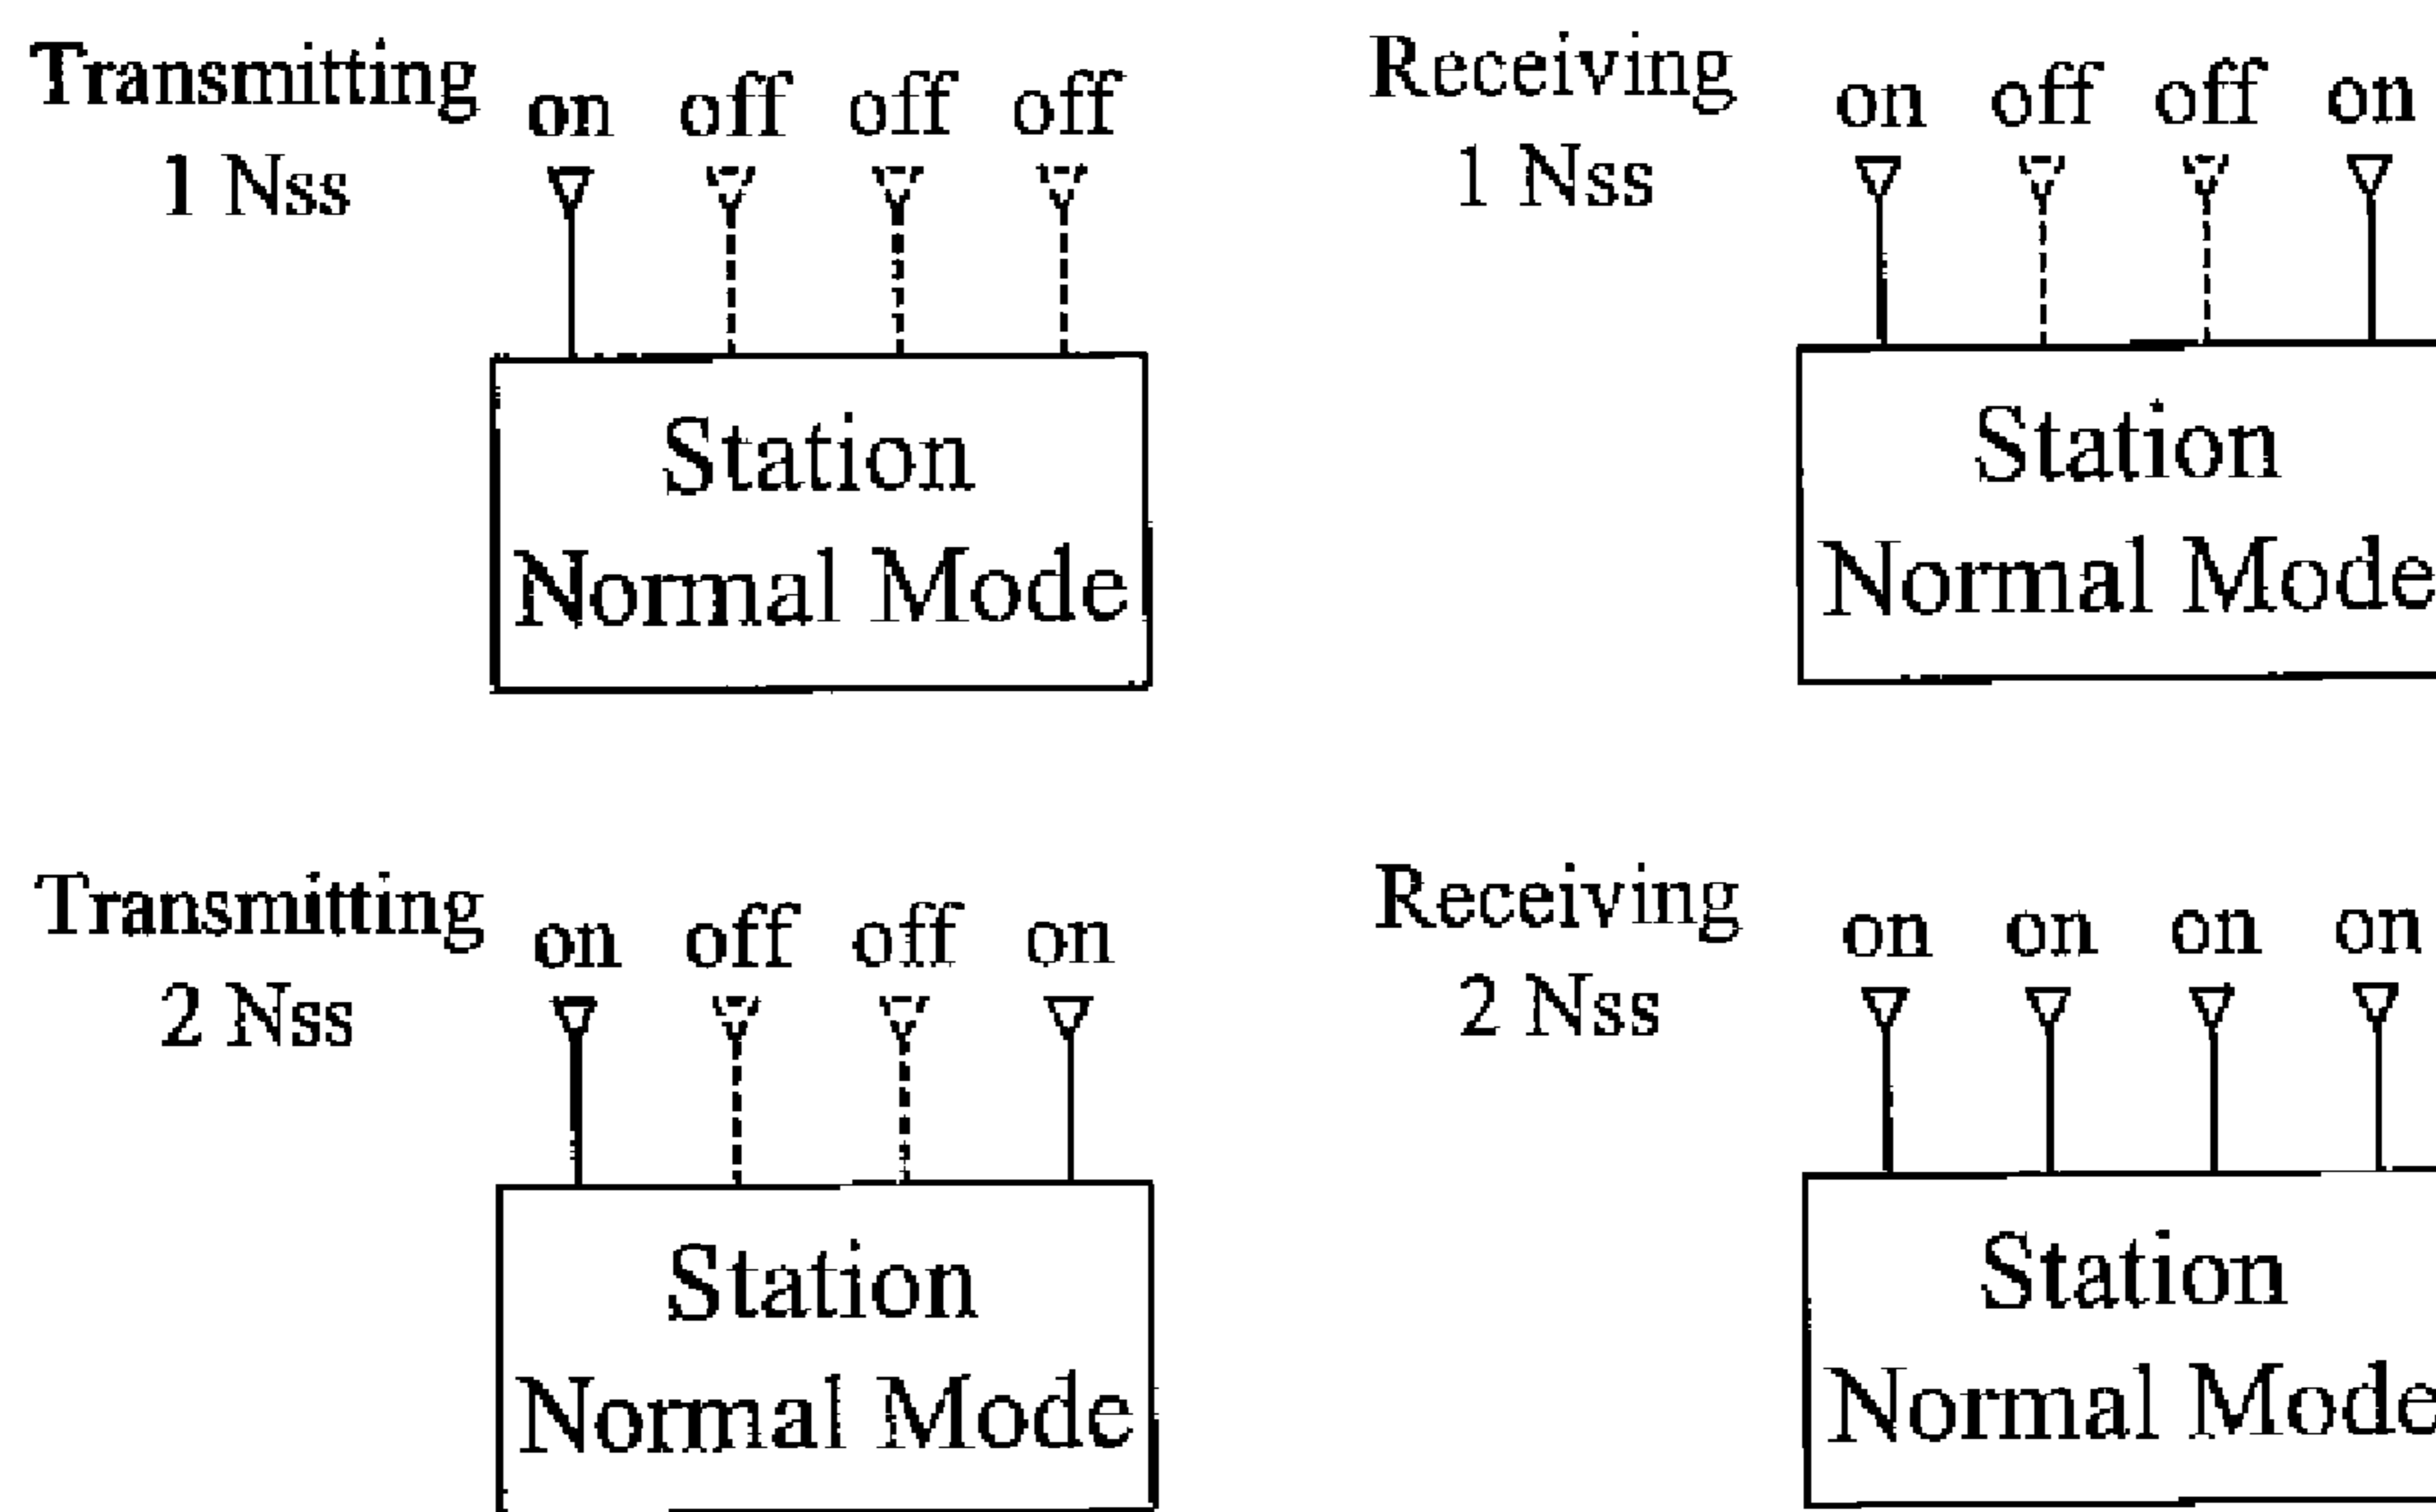 Transmitting
1 Nss
on off off off
Station
Normal Mode
Receiving
1 Nss
on off off on
Station
Normal Mode
Transmitting
2 Nss
on off off on
Station
Normal Mode
Receiving
2 Nss
on on on on
Station
Normal Mode